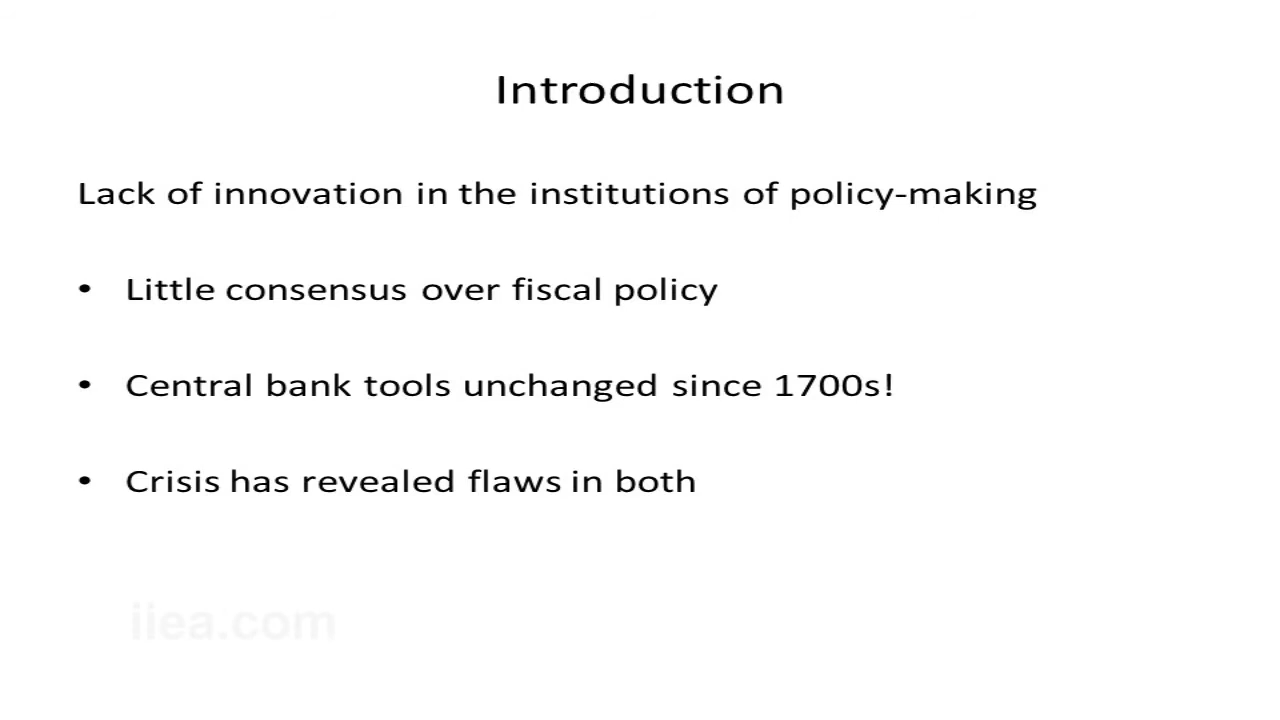 Introduction
Lack of innovation in the institutions of policy-making
• Little consensus over fiscal policy
• Central bank tools unchanged since 1700s!
• Crisis has revealed flaws in both
ilea.com